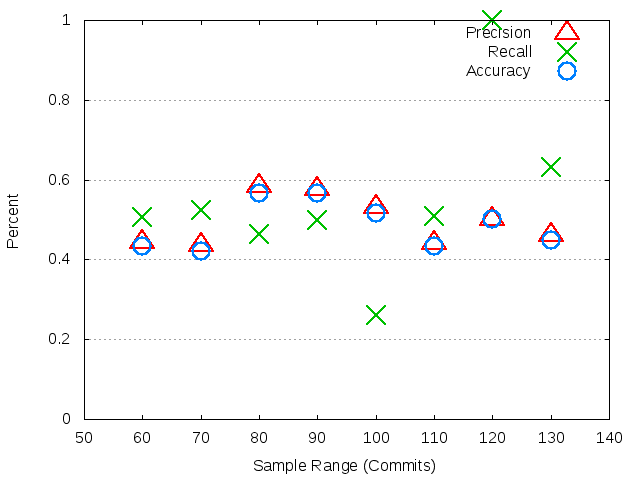 1
0.8
0.6
0.4
0.2
0
Percent
Precision
Recall
Accuracy
50 60 70 80 90 100 110 120 130 140
Sample Range (Commits)